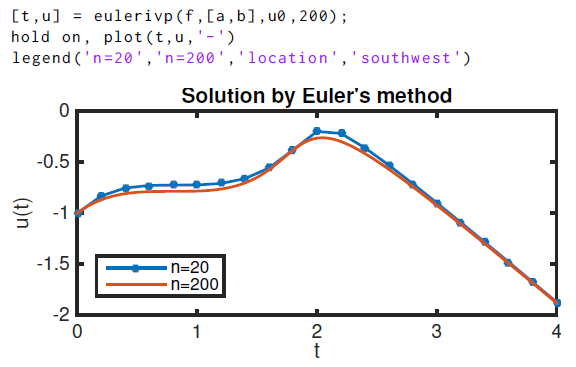 [t,u] = eulerivp(f,[a,b],u0,200);
hold on, plot(t,u,'-')
legend('n=20','n=200','location','southwest')
Solution by Euler's method
0
-0.5
-1
-1.5
-2
u(t)
n=20
n=200
0 1 2 3 4
t